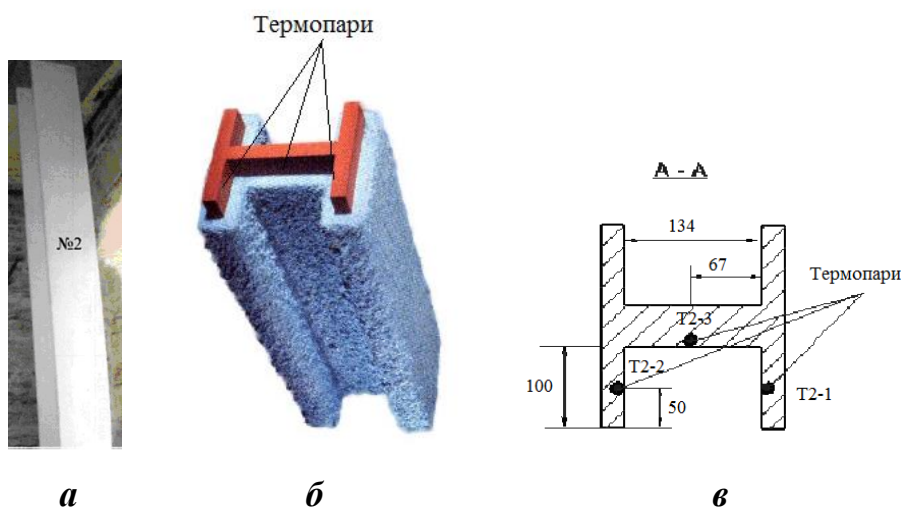 Термопари
№2
A - A
134
67
Термопари
Т2-3
Т2-2
100
50
Т2-1
а
б
в